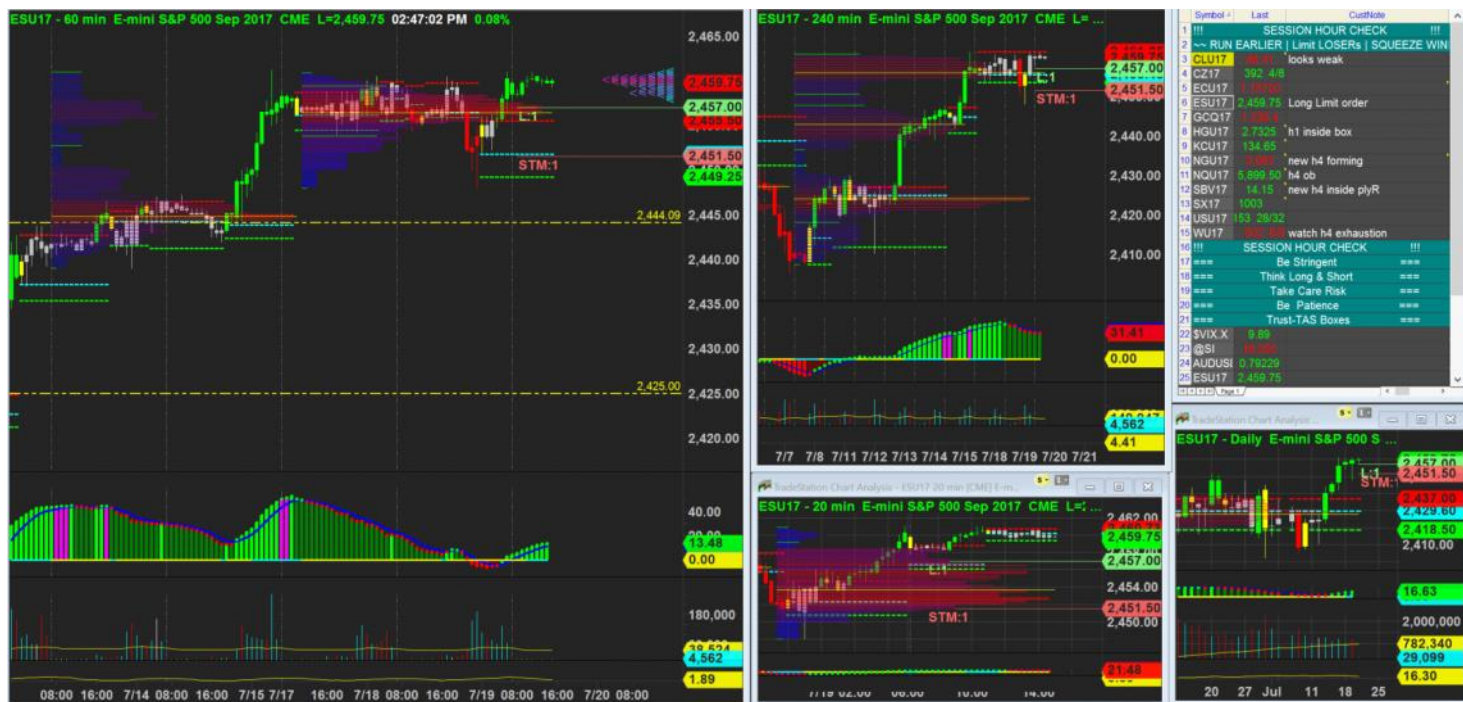 ESU17 - 60 min E-mini S&P 500 Sep 2017 CME L=2,459.75 02:47:02 PM 0.08%
2,465.00
2,459.75
2,457.00
2,455.50
2,451.50
2,449.25
2,445.00
2,440.00
2,435.00
2,430.00
2,425.00
2,420.00
L:1
STM:1
2,444.09
2,425.00
40.00
13.48
0.00
180,000
38,524
4,562
1.89
08:00 16:00 7/14 08:00 16:00 7/15 7/17 16:00 7/18 08:00 16:00 7/19 08:00 16:00 7/20 08:00
ESU17 - 240 min E-mini S&P 500 Sep 2017 CME L= ...
2,457.00
2,451.50
2,440.00
2,430.00
2,420.00
2,410.00
L:1
STM:1
31.41
0.00
4,562
4.41
7/7 7/8 7/11 7/12 7/13 7/14 7/15 7/18 7/19 7/20 7/21
TradeStation Chart Analysis - ESU17 20 min [CME] E-m...
ESU17 - 20 min E-mini S&P 500 Sep 2017 CME L=: ...
2,462.00
2,459.75
2,457.00
2,454.00
2,451.50
2,450.00
L:1
STM:1
21.48
7/19 02:00 06:00 10:00 14:00
Symbol Last CustNote
1 !!! SESSION HOUR CHECK !!!
2 ~~ RUN EARLIER | Limit LOSERs | SQUEEZE WIN
3 CLU17 looks weak
4 CZ17 392 4/8
5 ECU17
6 ESU17 2,459.75 Long Limit order
7 GCQ17
8 HGU17 2.7325 h1 inside box
9 KCU17 134.65
10 NGU17 new h4 forming
11 NQU17 5,899.50 h4 ob
12 SBV17 14.15 new h4 inside plyR
13 SX17 1003
14 USU17 153 28/32
15 WU17 watch h4 exhaustion
16 !!! SESSION HOUR CHECK !!!
17 === Be Stringent ===
18 === Think Long & Short ===
19 === Take Care Risk ===
20 === Be Patience ===
21 === Trust-TAS Boxes ===
22 $VIX.X 9.89
23 @SI
24 AUDUSI 0.79229
25 ESU17 2,459.75
Page 1
TradeStation Chart Analysis ...
ESU17 - Daily E-mini S&P 500 S ...
2,457.00
2,451.50
2,437.00
2,429.60
2,418.50
2,410.00
L:1
STM:
16.63
2,000,000
782,340
29,099
16.30
20 27 Jul 11 18 25